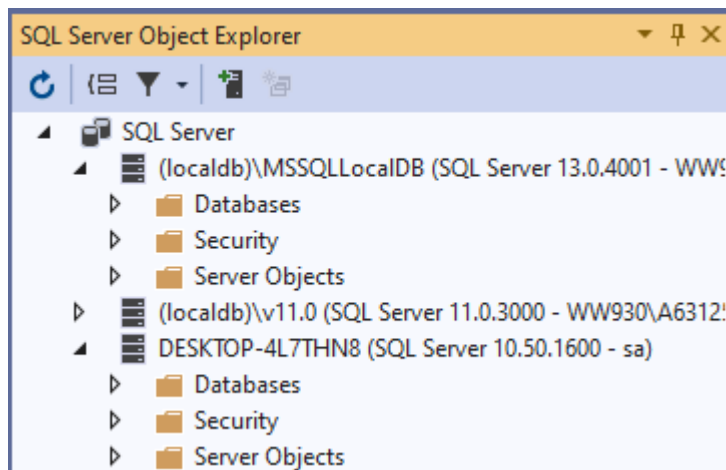 SQL Server Object Explorer
SQL Server
(localdb)\MSSQLLocalDB (SQL Server 13.0.4001 - WW9
Databases
Security
Server Objects
(localdb)\v11.0 (SQL Server 11.0.3000 - WW930\A6312
DESKTOP-4L7THN8 (SQL Server 10.50.1600 - sa)
Databases
Security
Server Objects